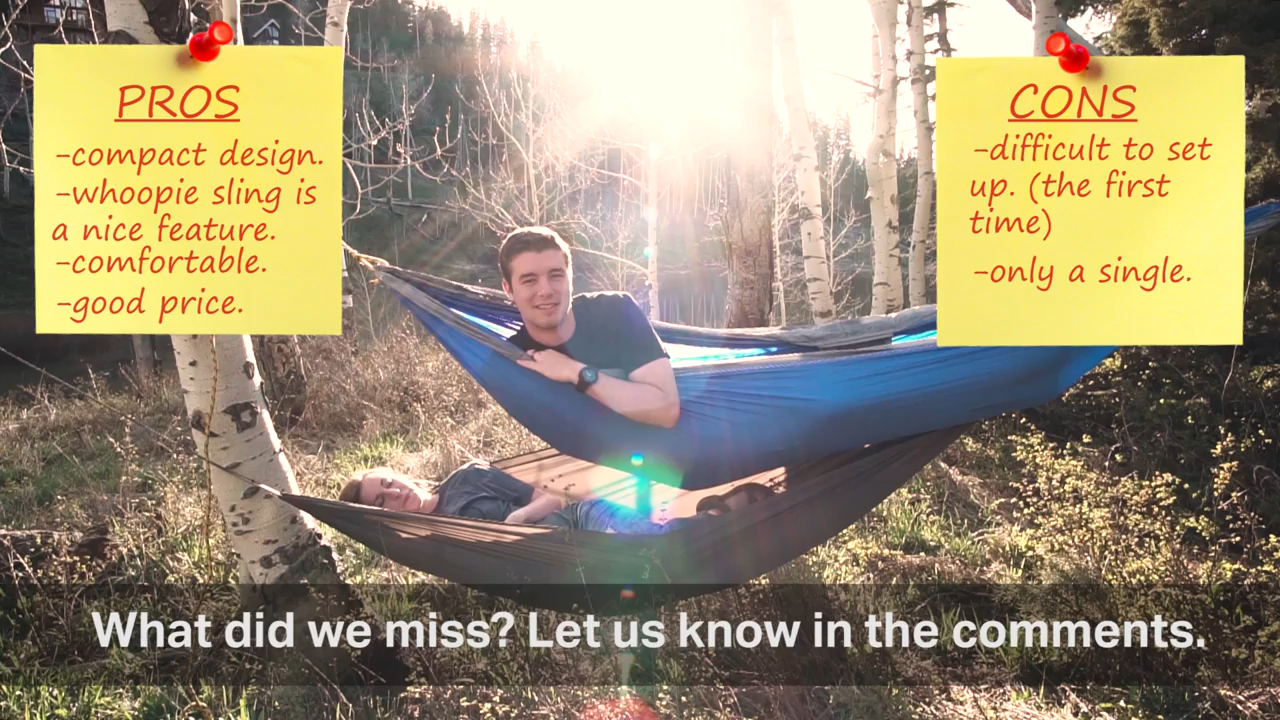 PROS
-compact design.
-whoopie sling is
a nice feature.
-comfortable.
-good price.
CONS
-difficult to set
up. (the first
time)
-only a single.
What did we miss? Let us know in the comments.